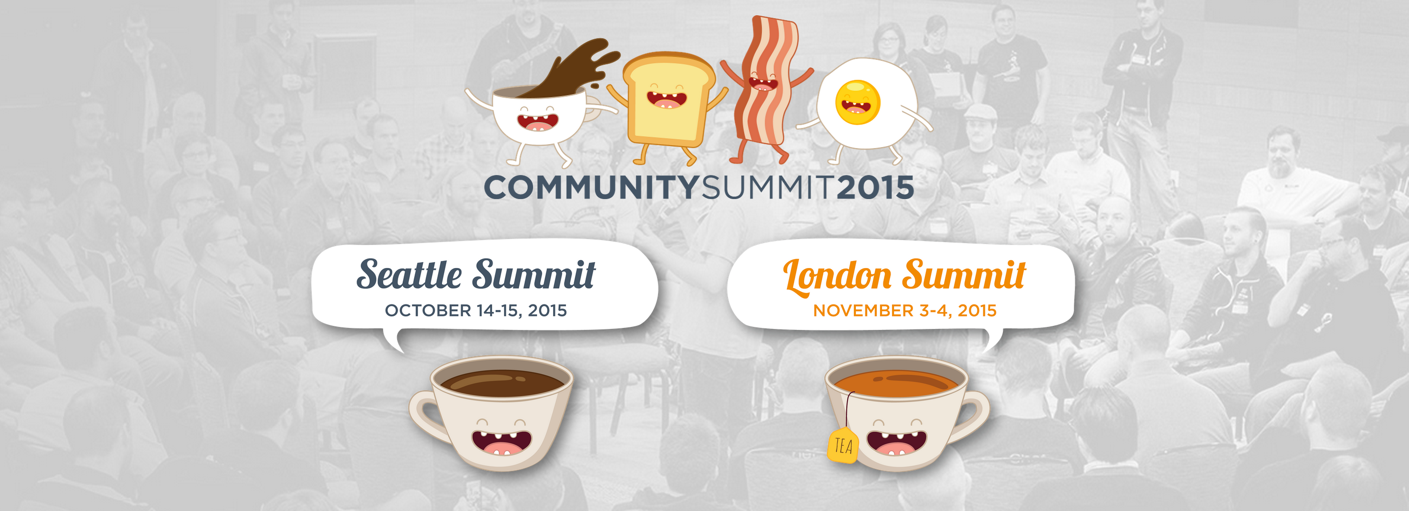 COMMUNITYSUMMIT2015
Seattle Summit
OCTOBER 14-15, 2015
London Summit
NOVEMBER 3-4, 2015
TEA